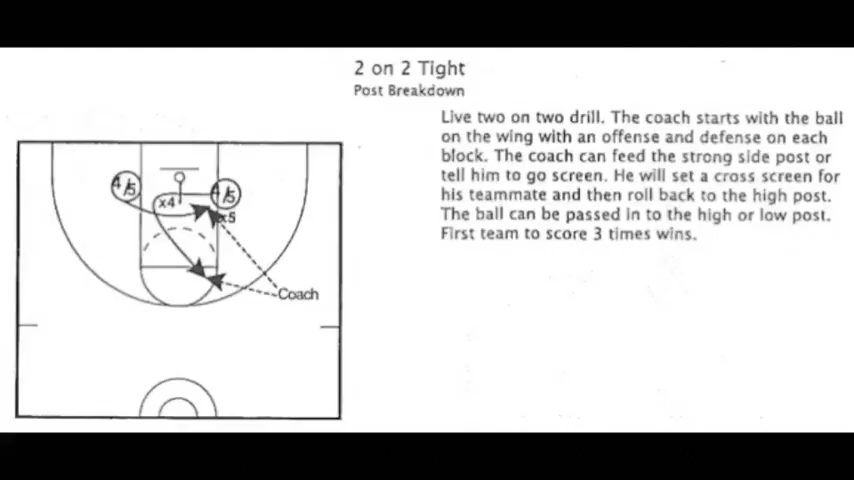 2 on 2 Tight
Post Breakdown
Live two on two drill. The coach starts with the ball
on the wing with an offense and defense on each
block. The coach can feed the strong side post or
tell him to go screen. He will set a cross screen for
his teammate and then roll back to the high post.
The ball can be passed in to the high or low post.
First team to score 3 times wins.
4/5
4/5
x4
x5
Coach